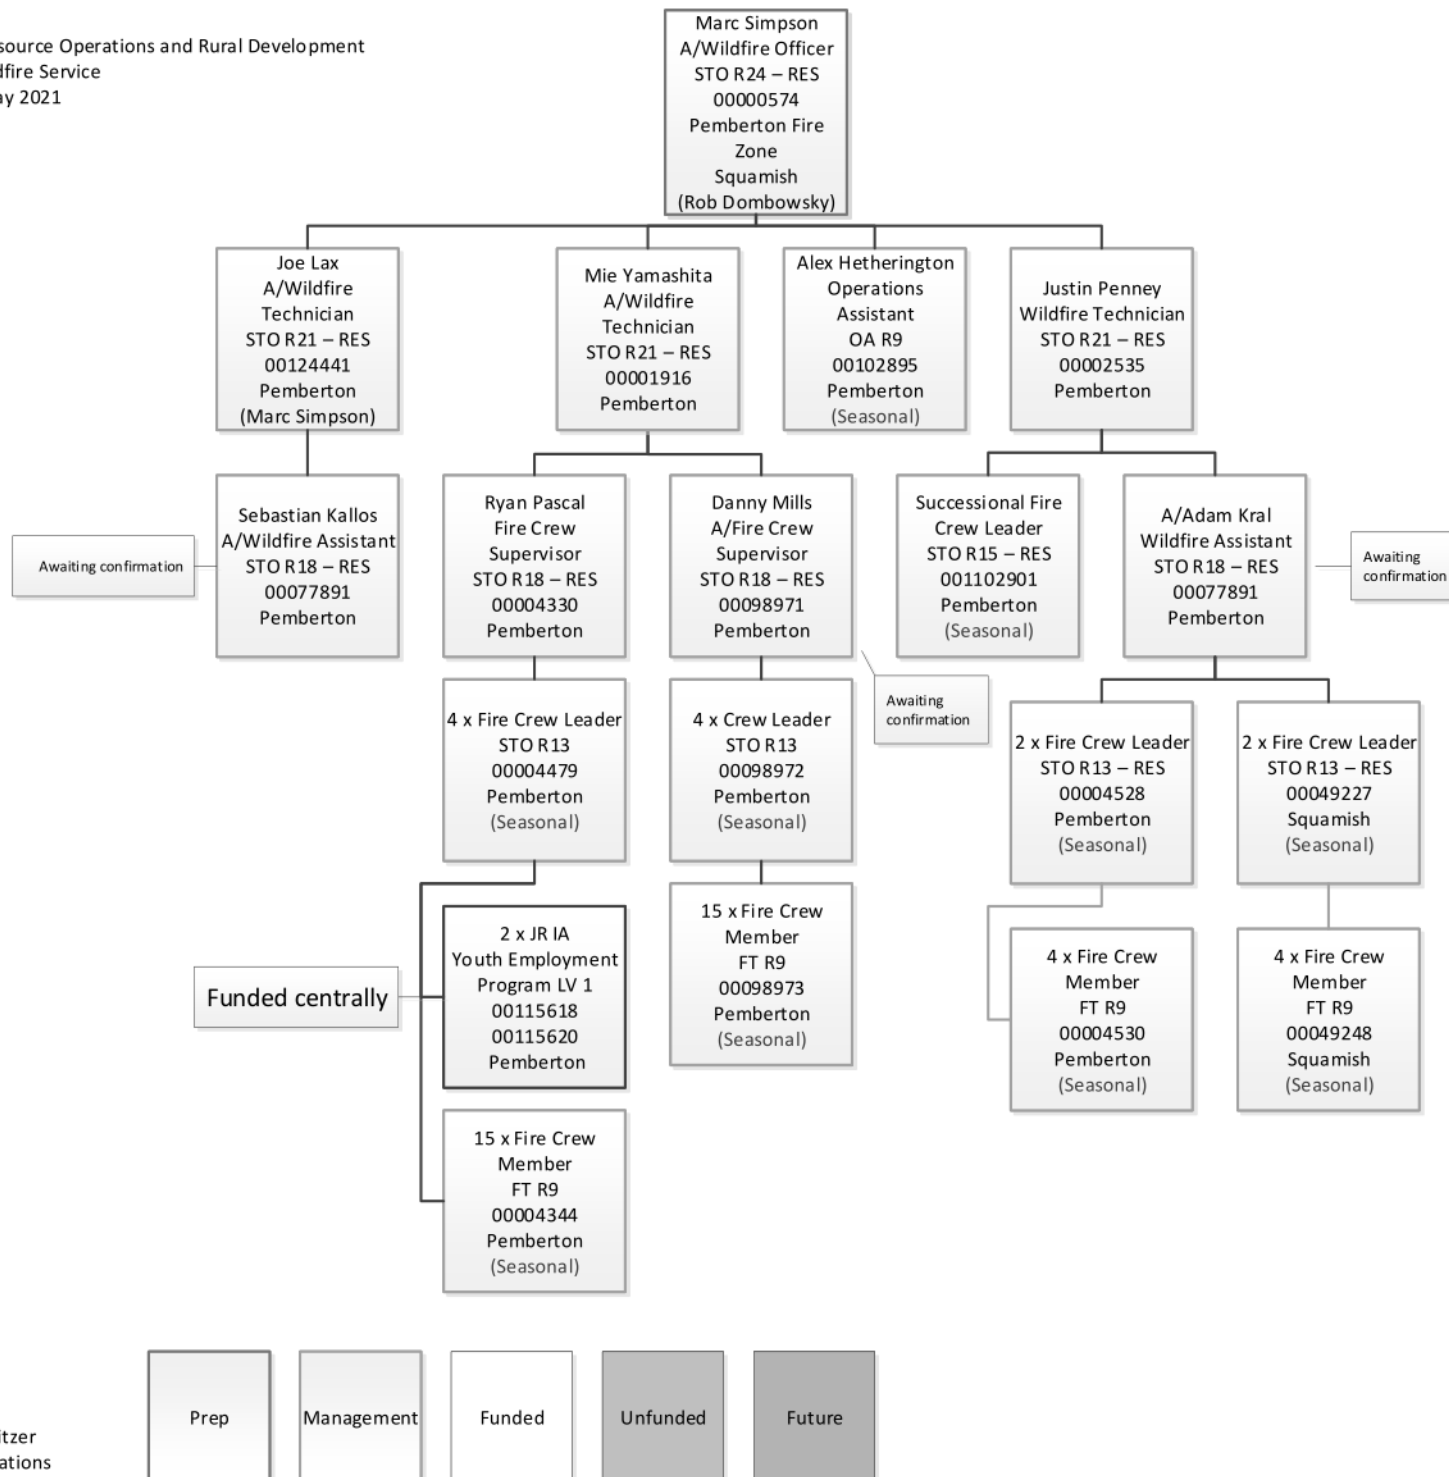 source Operations and Rural Development
dfire Service
ay 2021
Marc Simpson
A/Wildfire Officer
STO R24 – RES
00000574
Pemberton Fire
Zone
Squamish
(Rob Dombowsky)
Joe Lax
A/Wildfire
Technician
STO R21 – RES
00124441
Pemberton
(Marc Simpson)
Mie Yamashita
A/Wildfire
Technician
STO R21 – RES
00001916
Pemberton
Alex Hetherington
Operations
Assistant
OA R9
00102895
Pemberton
(Seasonal)
Justin Penney
Wildfire Technician
STO R21 – RES
00002535
Pemberton
Awaiting confirmation
Sebastian Kallos
A/Wildfire Assistant
STO R18 – RES
00077891
Pemberton
Ryan Pascal
Fire Crew
Supervisor
STO R18 – RES
00004330
Pemberton
Danny Mills
A/Fire Crew
Supervisor
STO R18 – RES
00098971
Pemberton
Awaiting
confirmation
Successional Fire
Crew Leader
STO R15 – RES
001102901
Pemberton
(Seasonal)
A/Adam Kral
Wildfire Assistant
STO R18 – RES
00077891
Pemberton
Awaiting
confirmation
4 x Fire Crew Leader
STO R13
00004479
Pemberton
(Seasonal)
4 x Crew Leader
STO R13
00098972
Pemberton
(Seasonal)
2 x Fire Crew Leader
STO R13 – RES
00004528
Pemberton
(Seasonal)
2 x Fire Crew Leader
STO R13 – RES
00049227
Squamish
(Seasonal)
Funded centrally
2 x JR IA
Youth Employment
Program LV 1
00115618
00115620
Pemberton
15 x Fire Crew
Member
FT R9
00098973
Pemberton
(Seasonal)
4 x Fire Crew
Member
FT R9
00004530
Pemberton
(Seasonal)
4 x Fire Crew
Member
FT R9
00049248
Squamish
(Seasonal)
15 x Fire Crew
Member
FT R9
00004344
Pemberton
(Seasonal)
Prep
Management
Funded
Unfunded
Future
itzer
ations